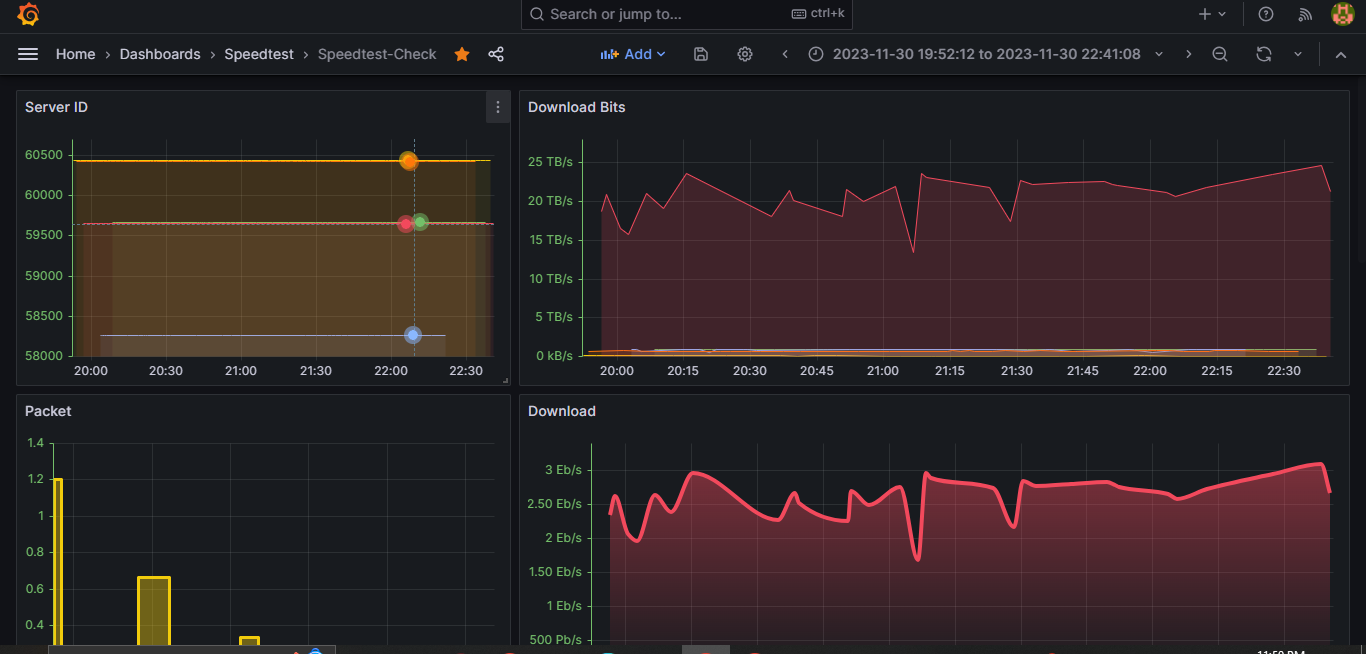 Search or jump to...
ctrl+k
Home > Dashboards > Speedtest > Speedtest-Check
Add
2023-11-30 19:52:12 to 2023-11-30 22:41:08
Server ID
60500
60000
59500
59000
58500
58000
20:00 20:30 21:00 21:30 22:00 22:30
Download Bits
25 TB/s
20 TB/s
15 TB/s
10 TB/s
5 TB/s
0 kB/s
20:00 20:15 20:30 20:45 21:00 21:15 21:30 21:45 22:00 22:15 22:30
Packet
1.4
1.2
1
0.8
0.6
0.4
Download
3 Eb/s
2.50 Eb/s
2 Eb/s
1.50 Eb/s
1 Eb/s
500 Pb/s